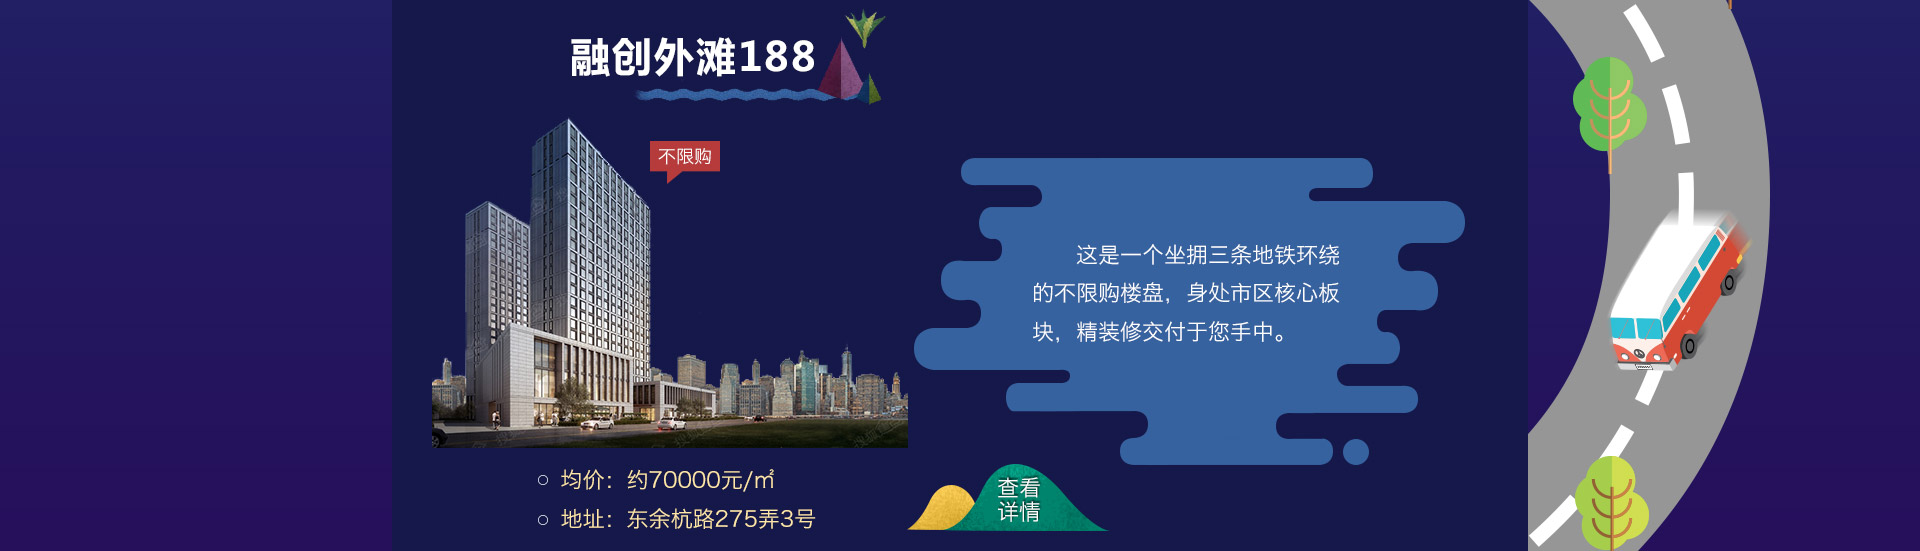 融创外滩188
不限购
这是一个坐拥三条地铁环绕
的不限购楼盘，身处市区核心板
块，精装修交付于您手中。
均价：约70000元/㎡
地址：东余杭路275弄3号
查看
详情